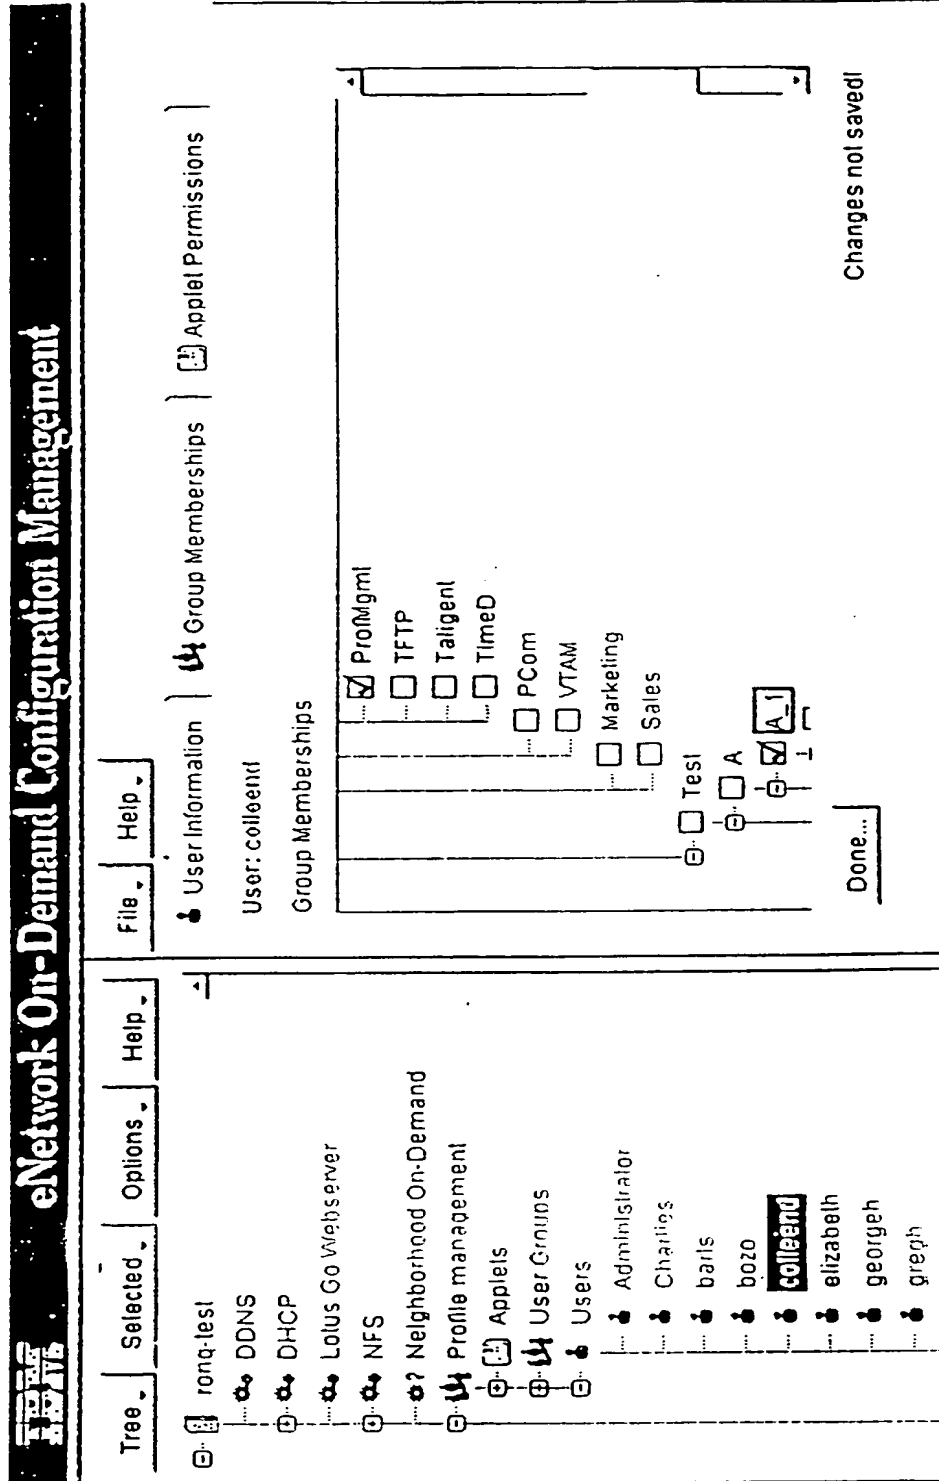 IBM eNetwork On-Demand Configuration Management
Tree Selected Options Help
ronq-test
DDNS
DHCP
Lotus Go Webserver
NFS
Neighborhood On-Demand
Profile management
Applets
User Groups
Users
Administrator
Charlies
baris
bozo
colleend
elizabeth
georgeh
gregh
File Help
User Information Group Memberships Applet Permissions
User: colleend
Group Memberships
ProfMgmt
TFTP
Taligent
TimeD
PCom
VTAM
Marketing
Sales
Test
A
A_1
Done...
Changes not saved!